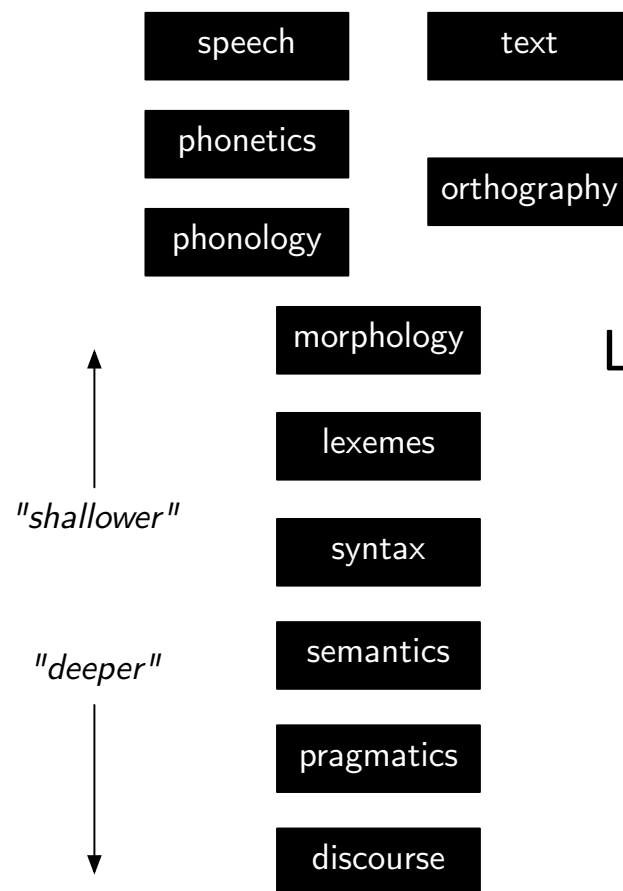 speech
text
phonetics
orthography
phonology
morphology
L
lexemes
"shallower"
syntax
"deeper"
semantics
pragmatics
discourse